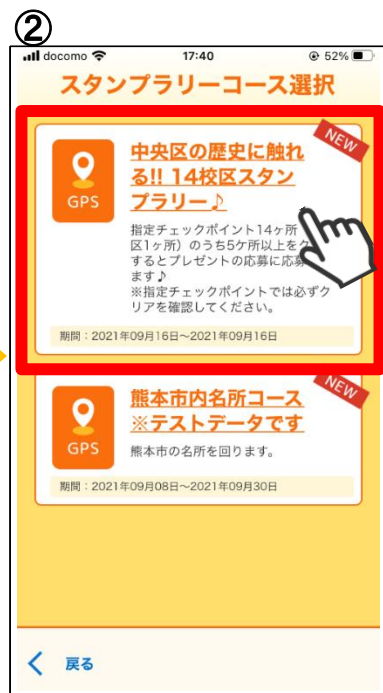 ②
docomo 17:40 52%
スタンプラリーコース選択
NEW
中央区の歴史に触れ
る!! 14校区スタン
プラリー♪
GPS
指定チェックポイント14ヶ所
区1ヶ所）のうち5ケ所以上をク
するとプレゼントの応募に応募
ます♪
※指定チェックポイントでは必ずク
リアを確認してください。
期間：2021年09月16日～2021年09月16日
NEW
熊本市内名所コース
※テストデータです
GPS
熊本市の名所を回ります。
期間：2021年09月08日～2021年09月30日
戻る